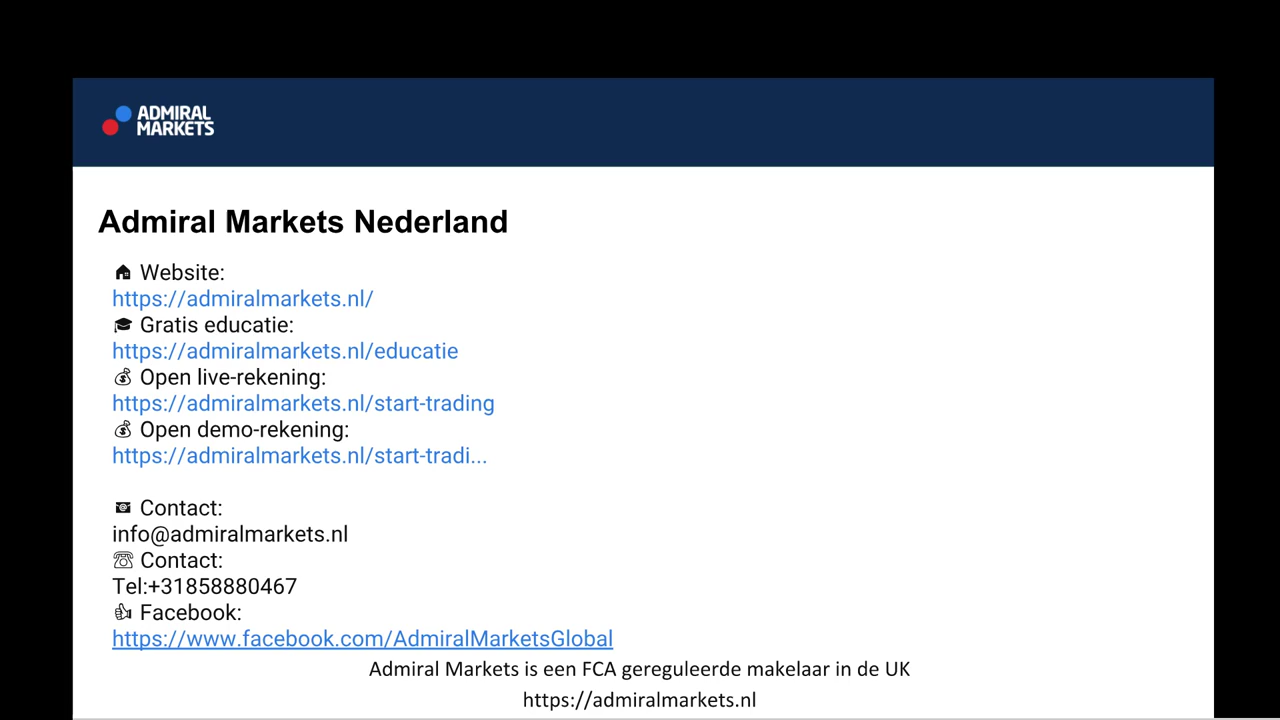 ADMIRAL
MARKETS
Admiral Markets Nederland
Website:
https://admiralmarkets.nl/
Gratis educatie:
https://admiralmarkets.nl/educatie
Open live-rekening:
https://admiralmarkets.nl/start-trading
Open demo-rekening:
https://admiralmarkets.nl/start-tradi...
Contact:
info@admiralmarkets.nl
Contact:
Tel:+31858880467
Facebook:
https://www.facebook.com/AdmiralMarketsGlobal
Admiral Markets is een FCA gereguleerde makelaar in de UK
https://admiralmarkets.nl